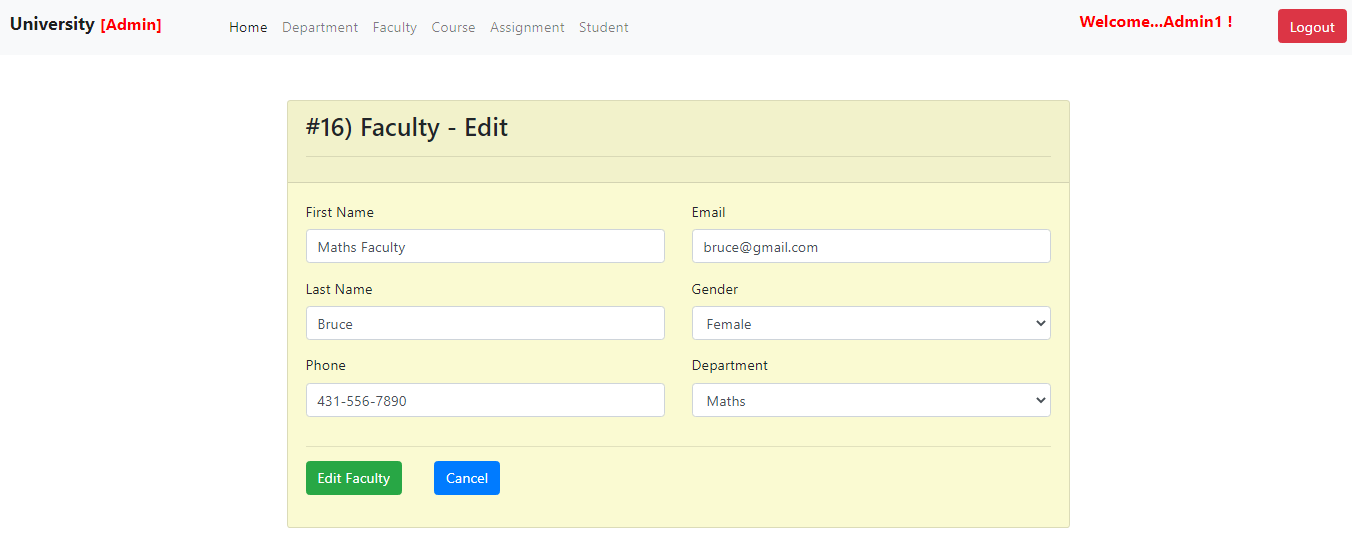 University [Admin] Home Department Faculty Course Assignment Student Welcome...Admin1 ! Logout
#16) Faculty - Edit
First Name Email
Maths Faculty bruce@gmail.com
Last Name Gender
Bruce Female
Phone Department
431-556-7890 Maths
Edit Faculty Cancel